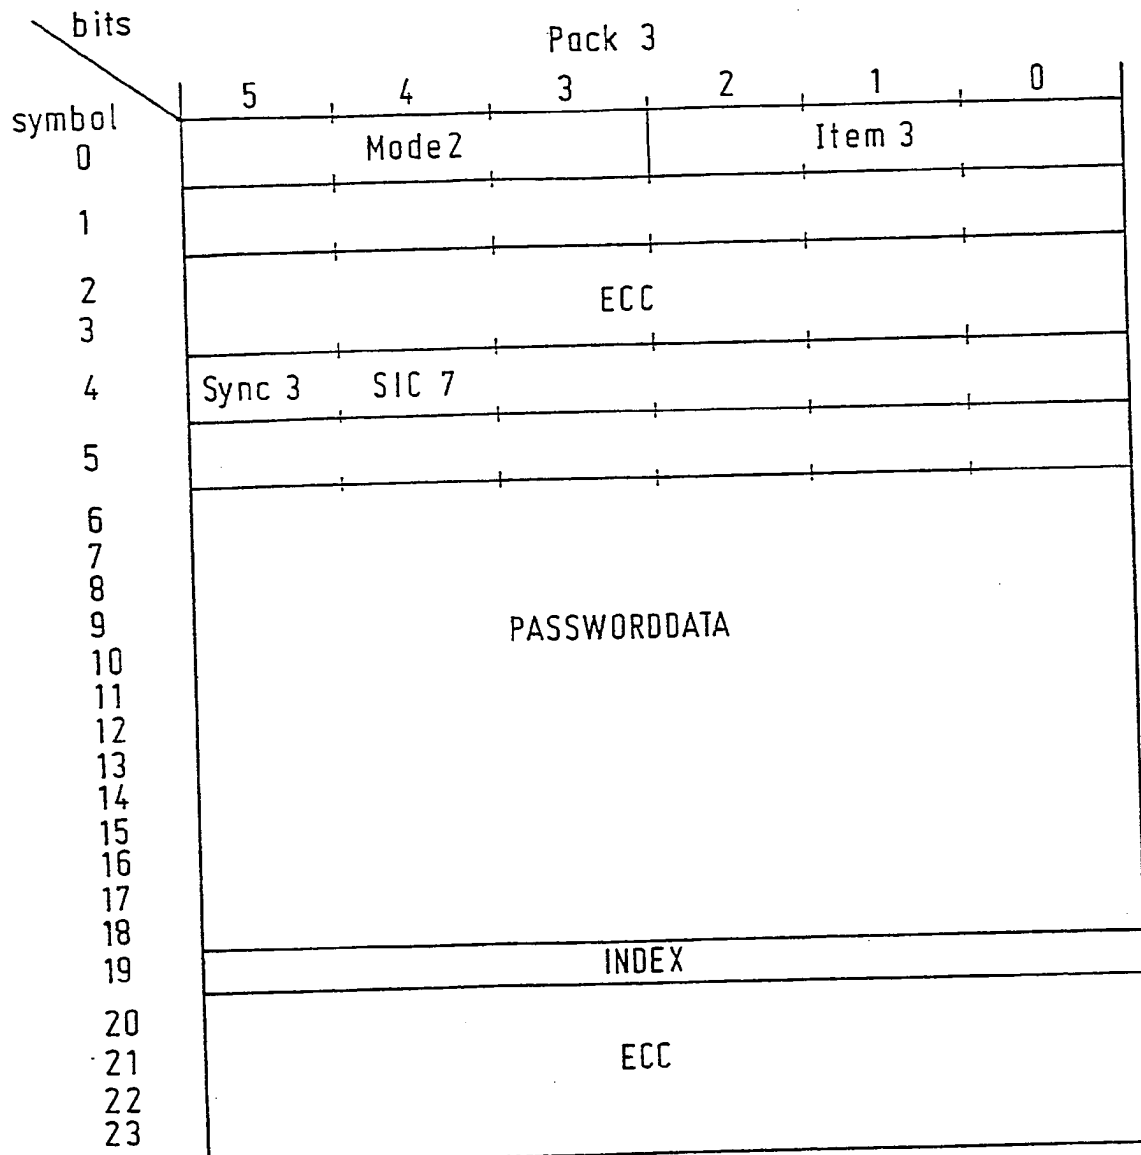 bits
Pack 3
5 4 3 2 1 0
symbol
0 Mode2 Item 3
1
2 ECC
3
4 Sync 3 SIC 7
5
6
7
8
9 PASSWORDDATA
10
11
12
13
14
15
16
17
18
19 INDEX
20
21 ECC
22
23